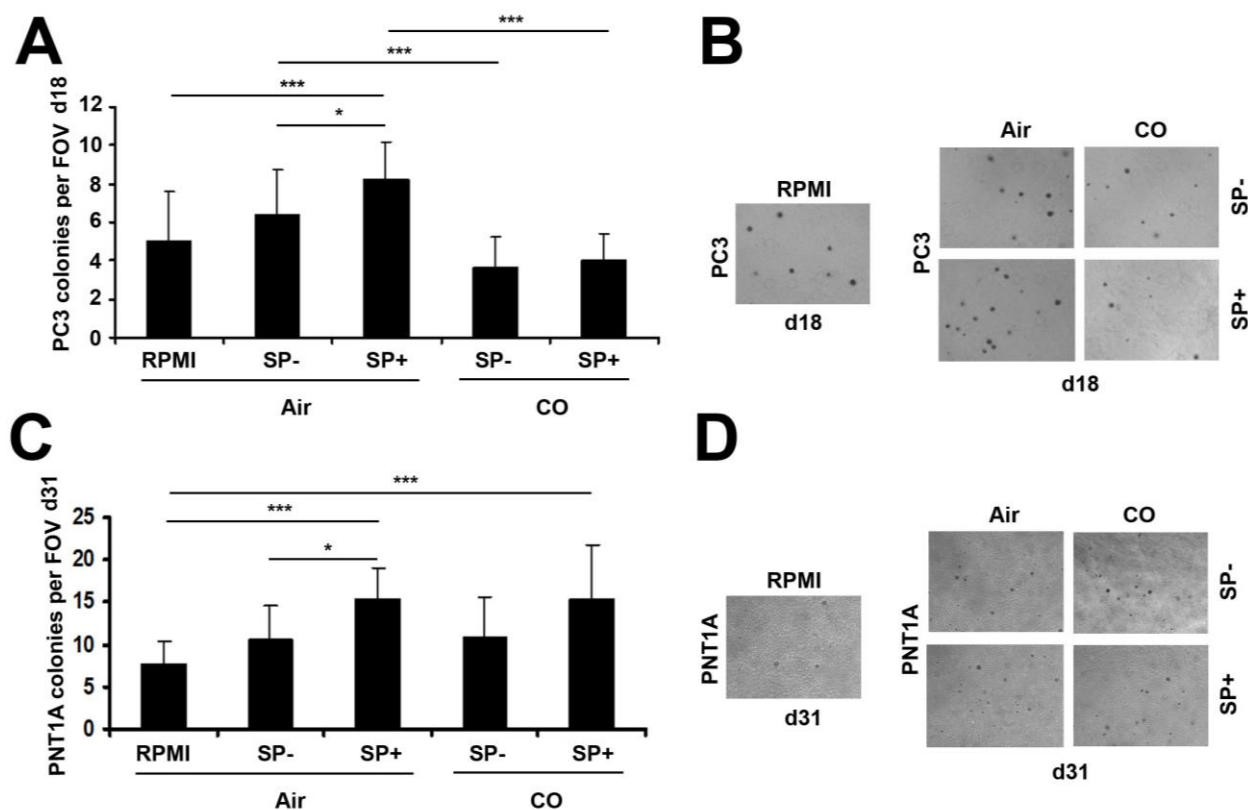 A
***
***
***
*
PC3 colonies per FOV d18
12
10
8
6
4
2
0
RPMI SP- SP+ SP- SP+
Air CO
B
RPMI
PC3
d18
Air CO
PC3
SP-
SP+
d18
C
***
***
*
PNT1A colonies per FOV d31
25
20
15
10
5
0
RPMI SP- SP+ SP- SP+
Air CO
D
RPMI
PNT1A
d31
Air CO
PNT1A
SP-
SP+
d31